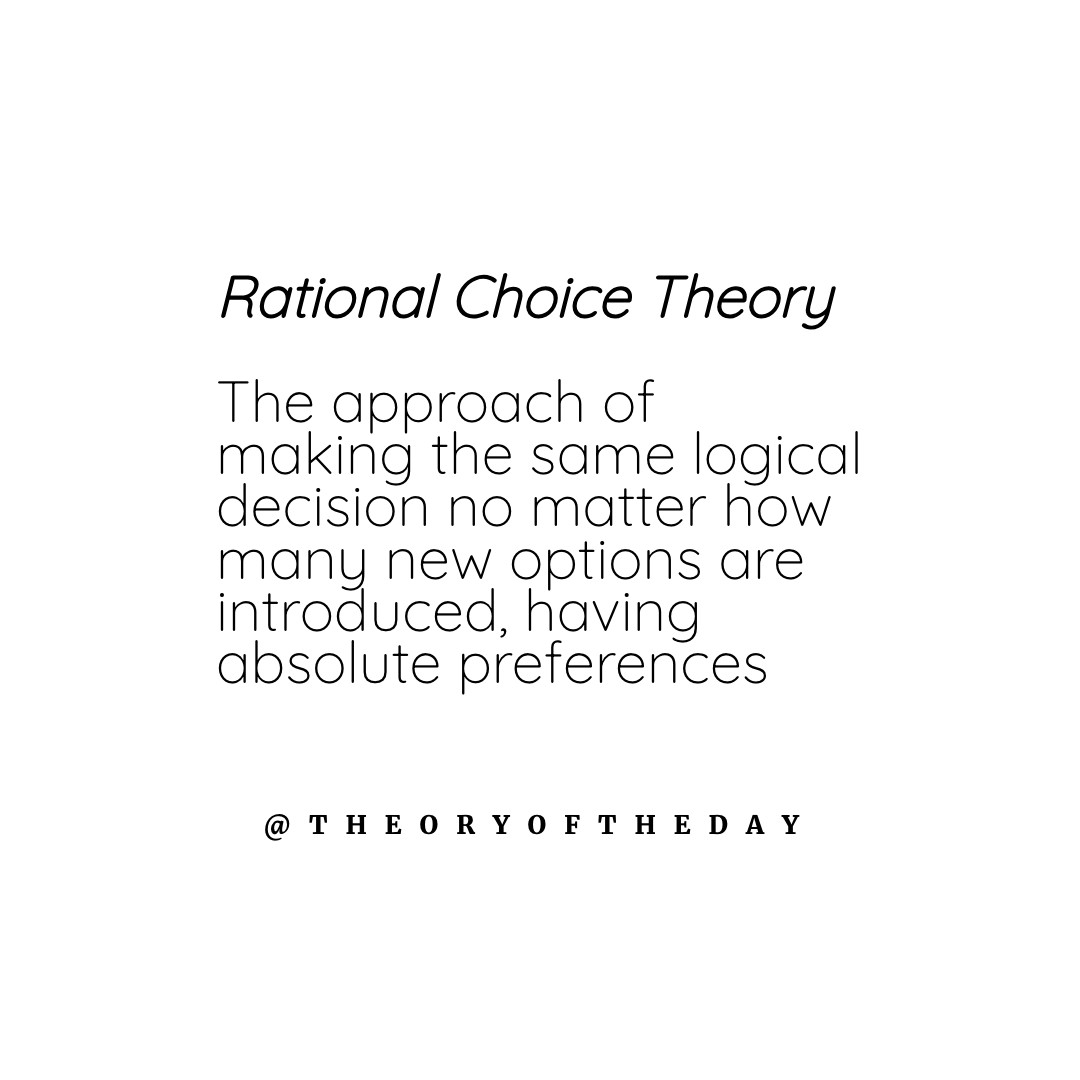 Rational Choice Theory
The approach of
making the same logical
decision no matter how
many new options are
introduced, having
absolute preferences
@THEORYOFTHEDAY